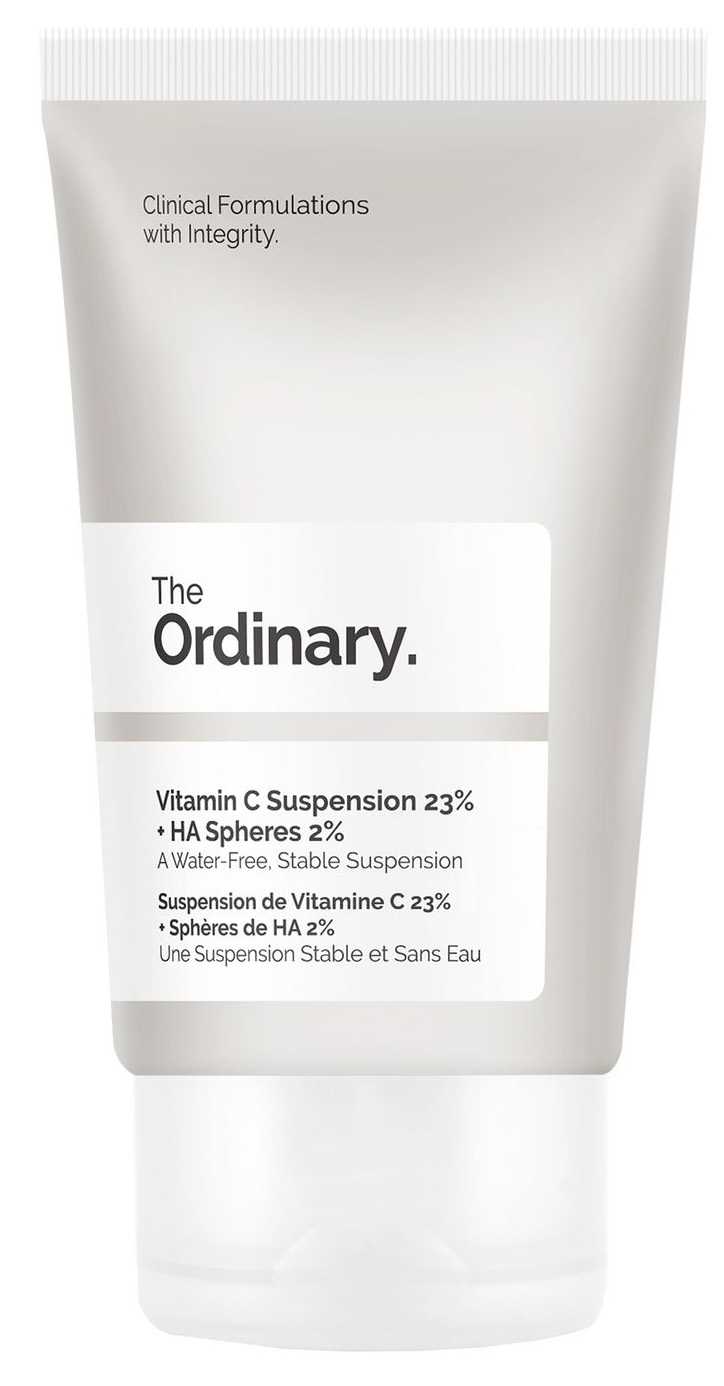 Clinical Formulations
with Integrity.
The
Ordinary.
Vitamin C Suspension 23%
+ HA Spheres 2%
A Water-Free, Stable Suspension
Suspension de Vitamine C 23%
+ Sphères de HA 2%
Une Suspension Stable et Sans Eau